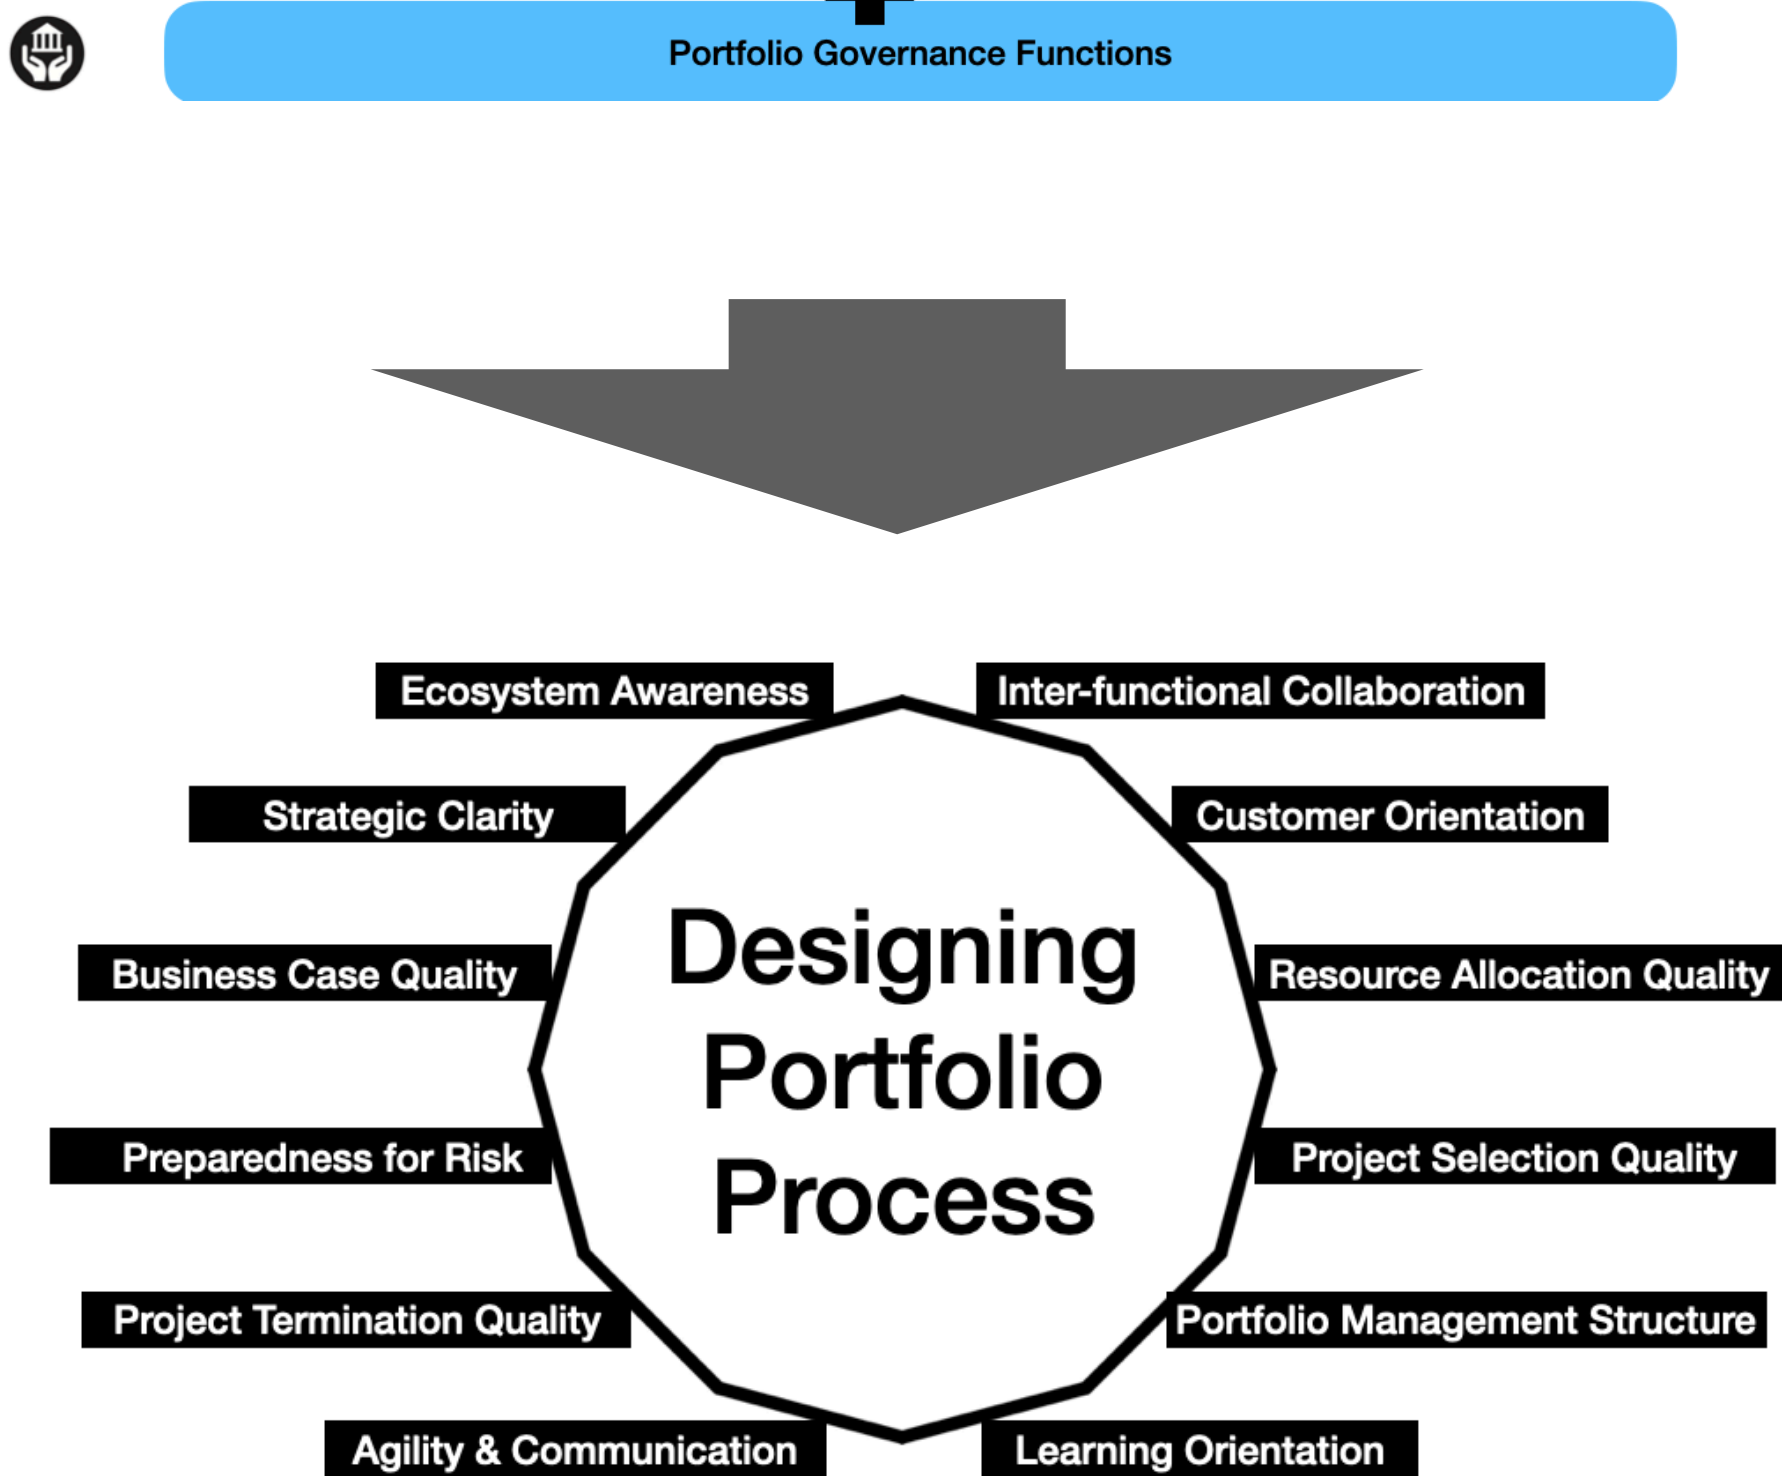 Portfolio Governance Functions
Ecosystem Awareness
Inter-functional Collaboration
Strategic Clarity
Customer Orientation
Designing
Portfolio
Process
Business Case Quality
Resource Allocation Quality
Preparedness for Risk
Project Selection Quality
Project Termination Quality
Portfolio Management Structure
Agility & Communication
Learning Orientation